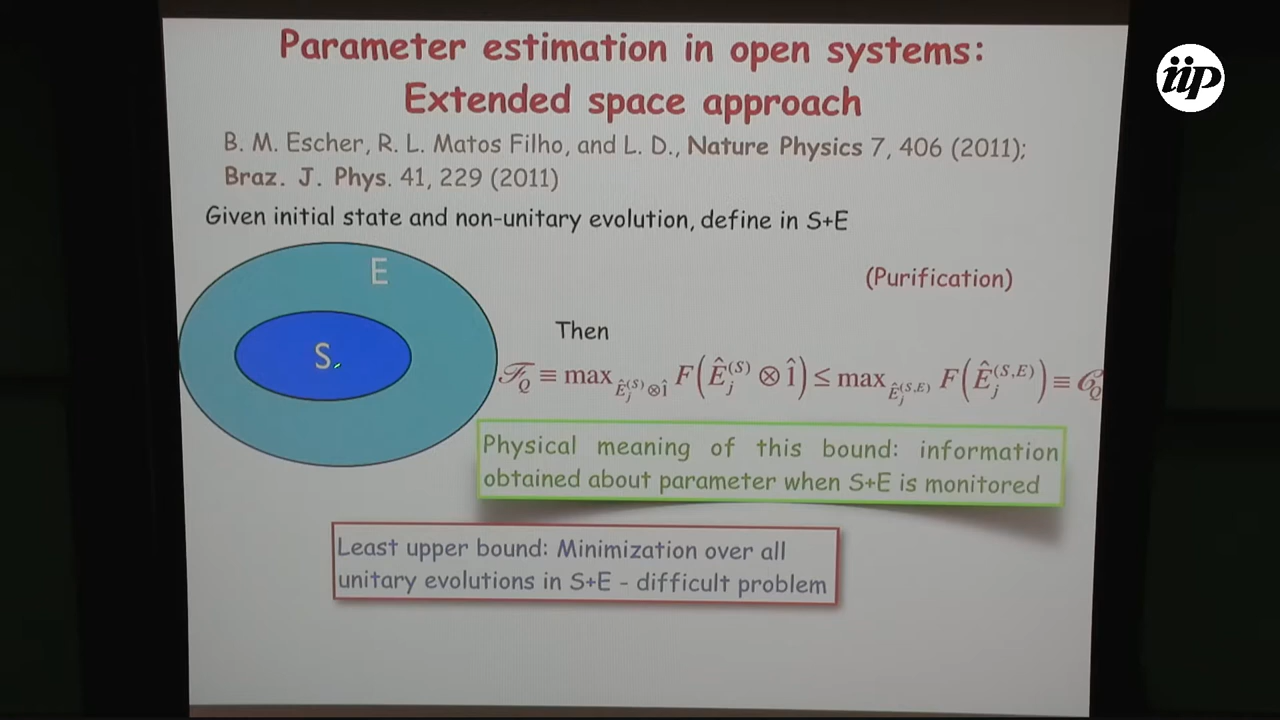 Parameter estimation in open systems:
Extended space approach
iip
B. M. Escher, R. L. Matos Filho, and L. D., Nature Physics 7, 406 (2011);
Braz. J. Phys. 41, 229 (2011)
Given initial state and non-unitary evolution, define in S+E
E
(Purification)
Then
S
ℱ_Q ≡ max_{Ê_j^{(S)}⊗1̂} F(Ê_j^{(S)} ⊗ 1̂) ≤ max_{Ê_j^{(S,E)}} F(Ê_j^{(S,E)}) ≡ 𝒞_Q
Physical meaning of this bound: information
obtained about parameter when S+E is monitored
Least upper bound: Minimization over all
unitary evolutions in S+E - difficult problem